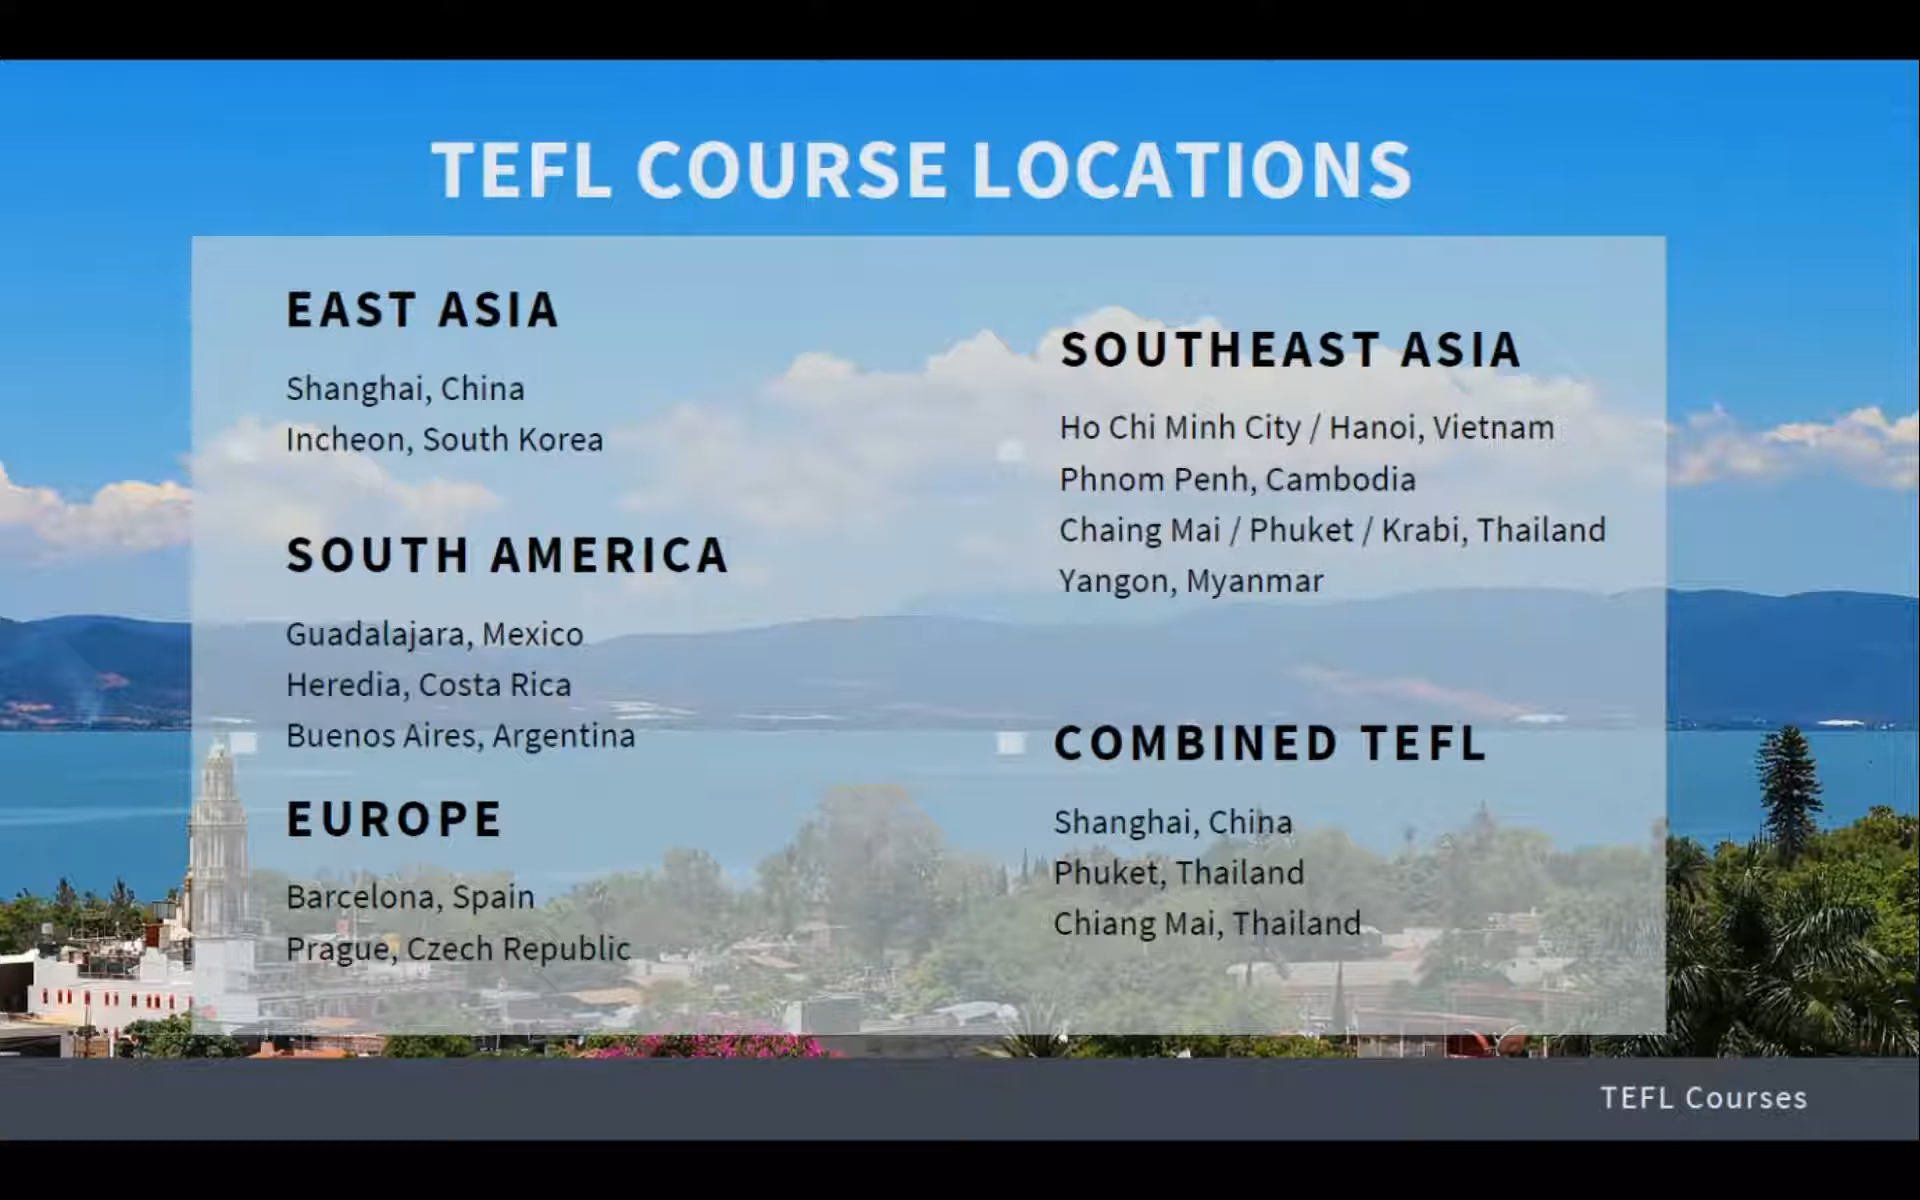 TEFL COURSE LOCATIONS
EAST ASIA
Shanghai, China
Incheon, South Korea
SOUTH AMERICA
Guadalajara, Mexico
Heredia, Costa Rica
Buenos Aires, Argentina
EUROPE
Barcelona, Spain
Prague, Czech Republic
SOUTHEAST ASIA
Ho Chi Minh City / Hanoi, Vietnam
Phnom Penh, Cambodia
Chaing Mai / Phuket / Krabi, Thailand
Yangon, Myanmar
COMBINED TEFL
Shanghai, China
Phuket, Thailand
Chiang Mai, Thailand
TEFL Courses